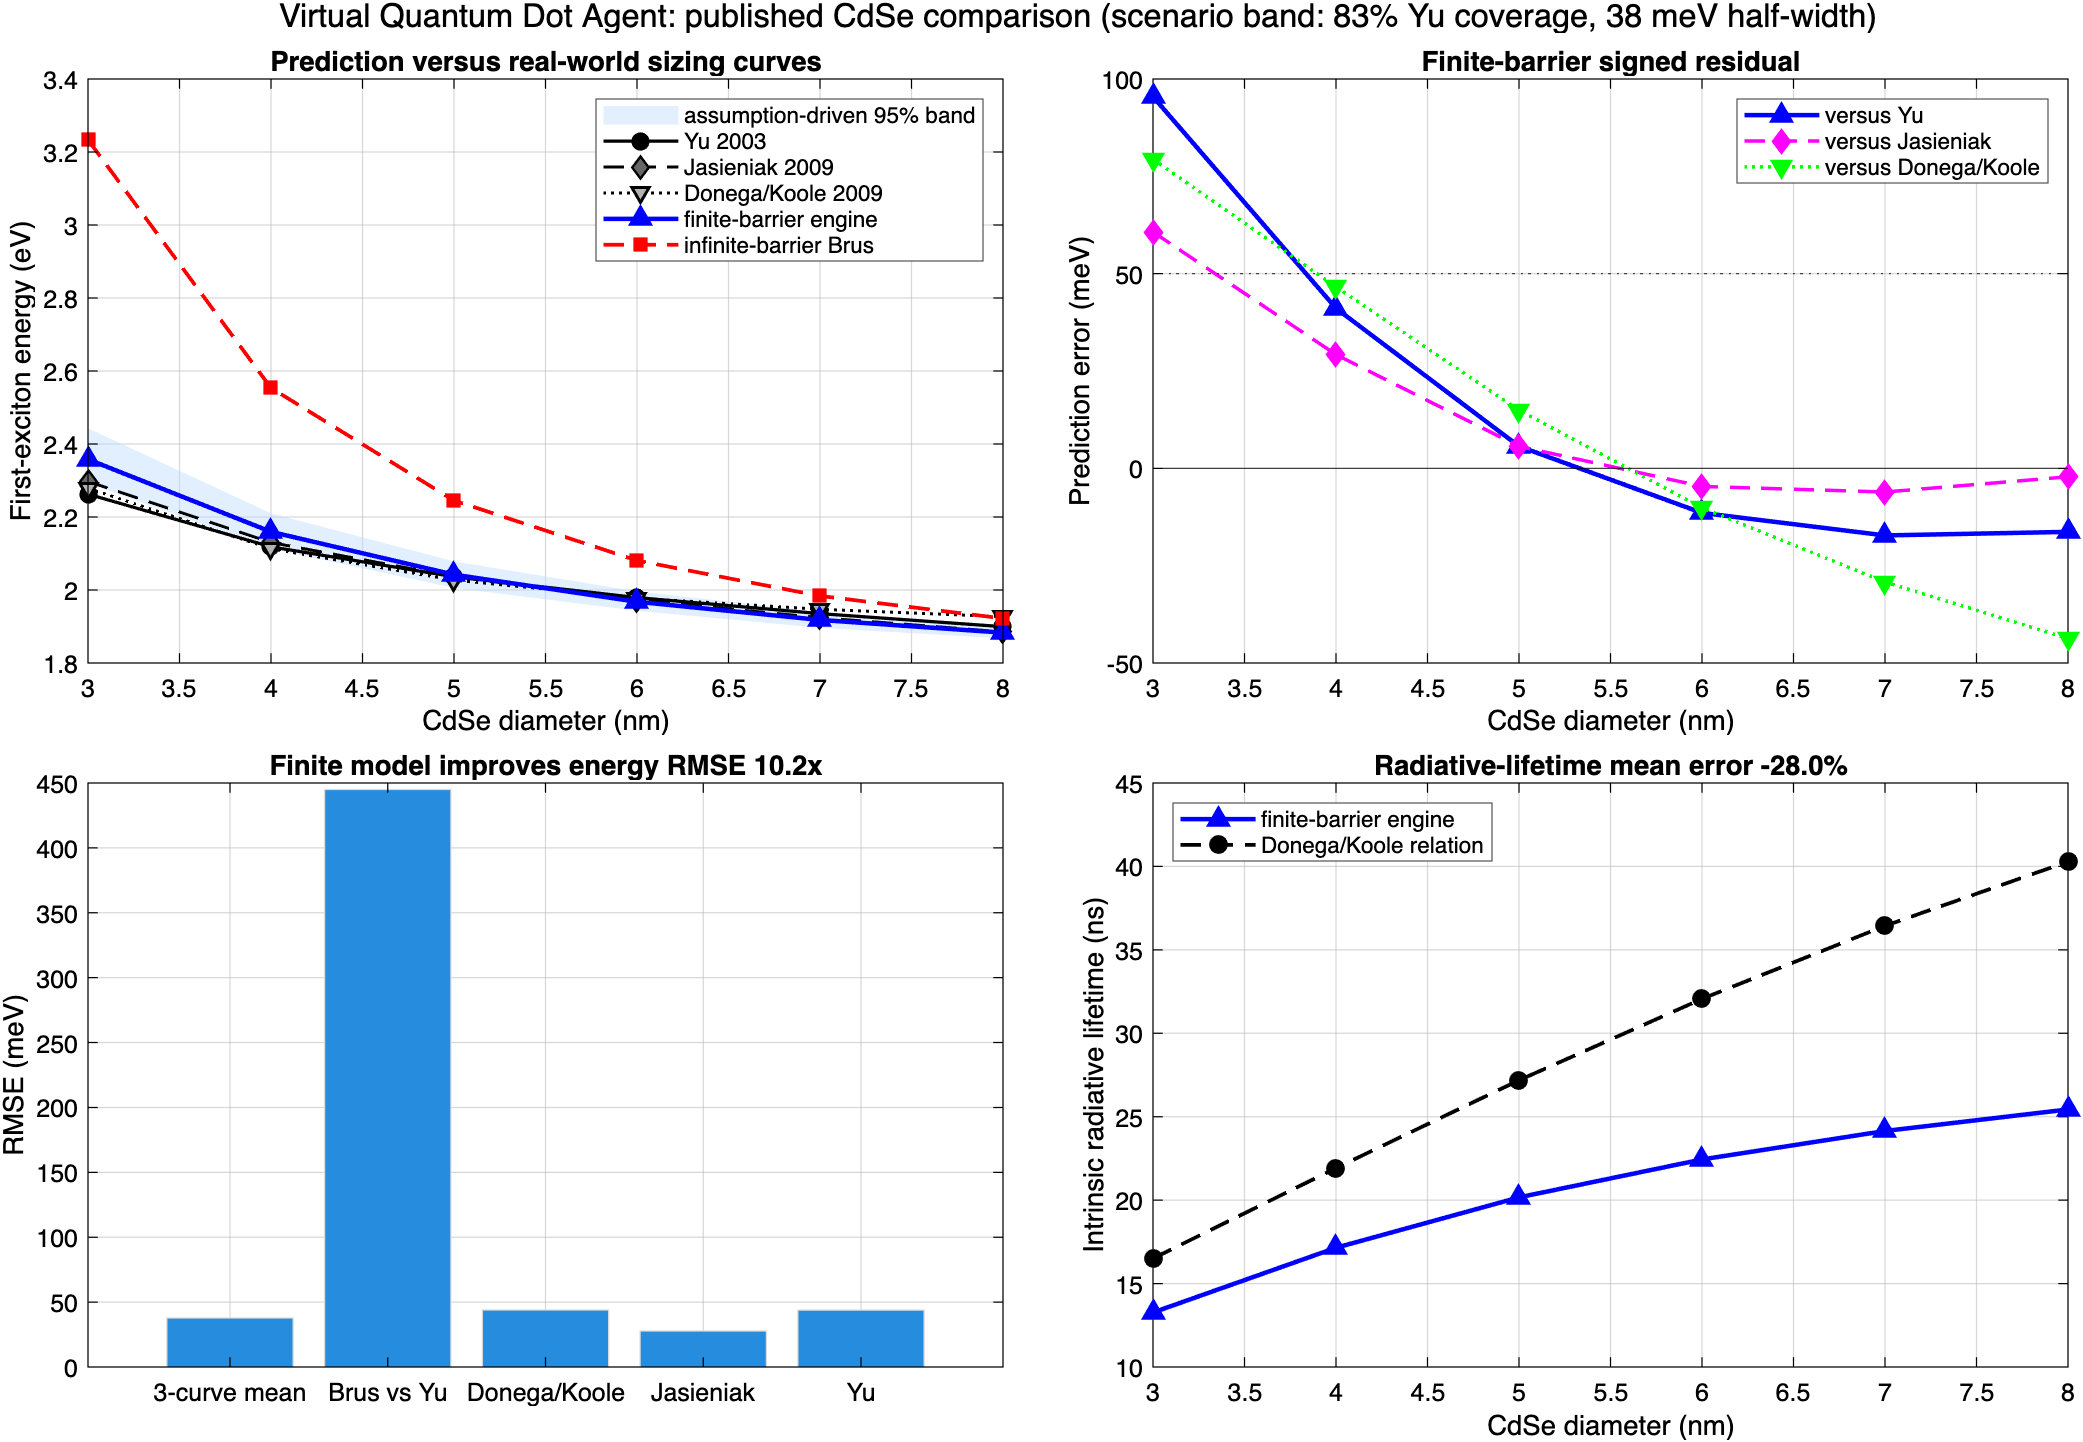 Virtual Quantum Dot Agent: published CdSe comparison (scenario band: 83% Yu coverage, 38 meV half-width)
Prediction versus real-world sizing curves
3.4
3.2
3
2.8
2.6
2.4
2.2
2
1.8
First-exciton energy (eV)
assumption-driven 95% band
Yu 2003
Jasieniak 2009
Donega/Koole 2009
finite-barrier engine
infinite-barrier Brus
3 3.5 4 4.5 5 5.5 6 6.5 7 7.5 8
CdSe diameter (nm)
Finite-barrier signed residual
100
50
0
-50
Prediction error (meV)
versus Yu
versus Jasieniak
versus Donega/Koole
3 3.5 4 4.5 5 5.5 6 6.5 7 7.5 8
CdSe diameter (nm)
Finite model improves energy RMSE 10.2x
450
400
350
300
250
200
150
100
50
0
RMSE (meV)
3-curve mean Brus vs Yu Donega/Koole Jasieniak Yu
Radiative-lifetime mean error -28.0%
45
40
35
30
25
20
15
10
Intrinsic radiative lifetime (ns)
finite-barrier engine
Donega/Koole relation
3 3.5 4 4.5 5 5.5 6 6.5 7 7.5 8
CdSe diameter (nm)